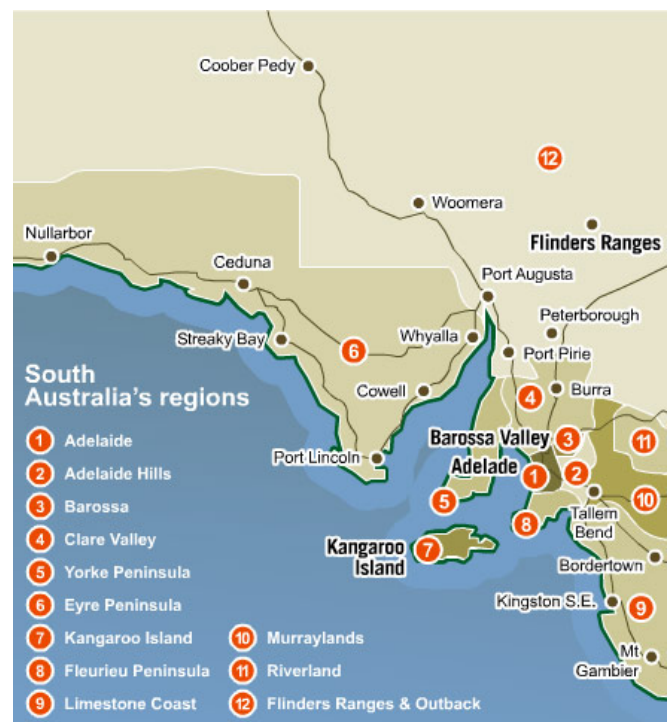 Coober Pedy
12
Woomera
Flinders Ranges
Nullarbor
Ceduna
Port Augusta
Peterborough
Streaky Bay
Whyalla
6
Port Pirie
South
Australia's regions
Cowell
4
Burra
Barossa Valley
3
11
Port Lincoln
Adelade
1
2
10
5
8
Tallem
Bend
Kangaroo
Island
7
Bordertown
Kingston S.E.
9
Mt
Gambier
1 Adelaide
2 Adelaide Hills
3 Barossa
4 Clare Valley
5 Yorke Peninsula
6 Eyre Peninsula
7 Kangaroo Island
8 Fleurieu Peninsula
9 Limestone Coast
10 Murraylands
11 Riverland
12 Flinders Ranges & Outback